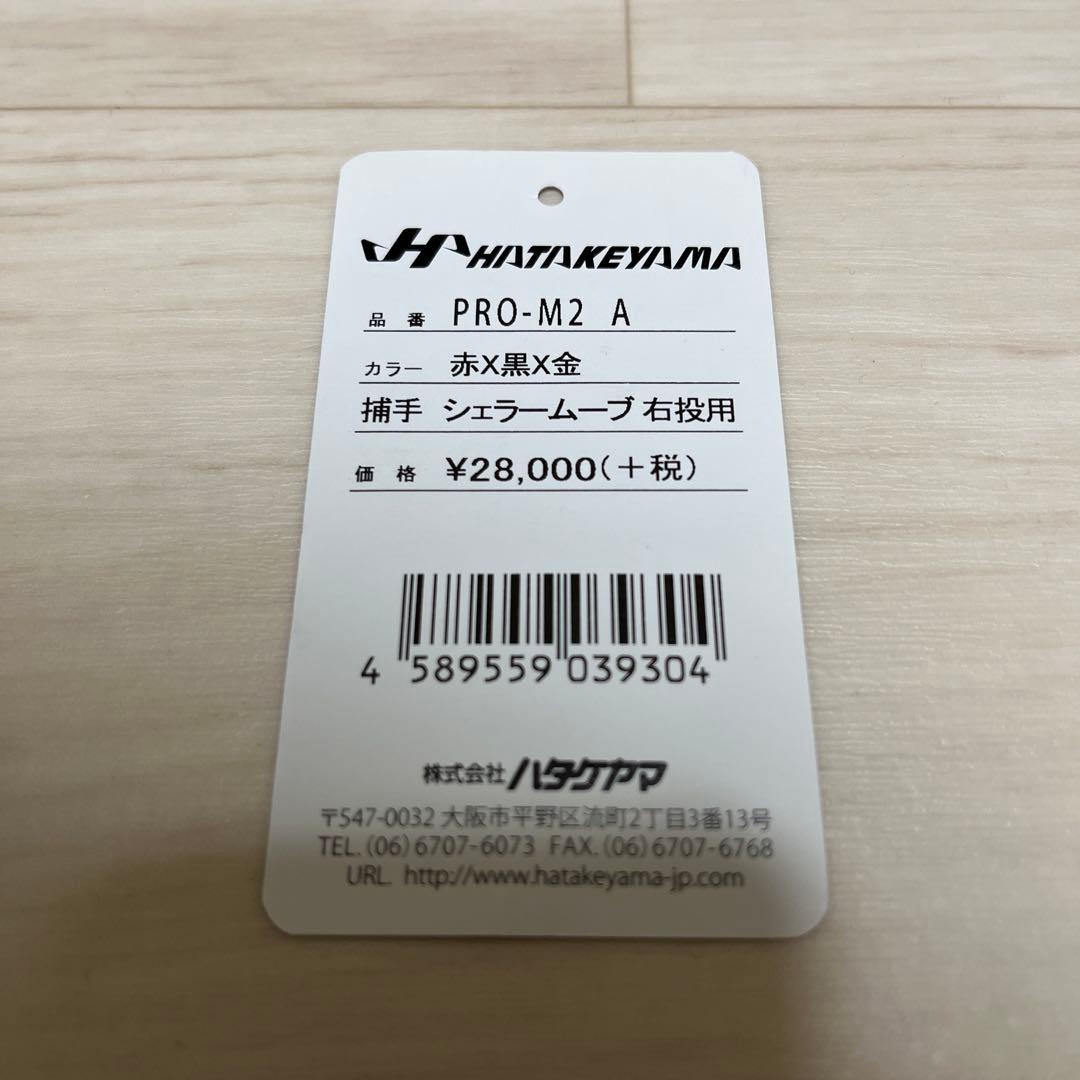 HA HATAKEYAMA
品番 PRO-M2 A
カラー 赤X黒X金
捕手 シェラームーブ 右投用
価格 ¥28,000(+税)
4 589559 039304
株式会社 ハタケヤマ
〒547-0032 大阪市平野区流町2丁目3番13号
TEL.(06)6707-6073 FAX.(06)6707-6768
URL. http://www.hatakeyama-jp.com